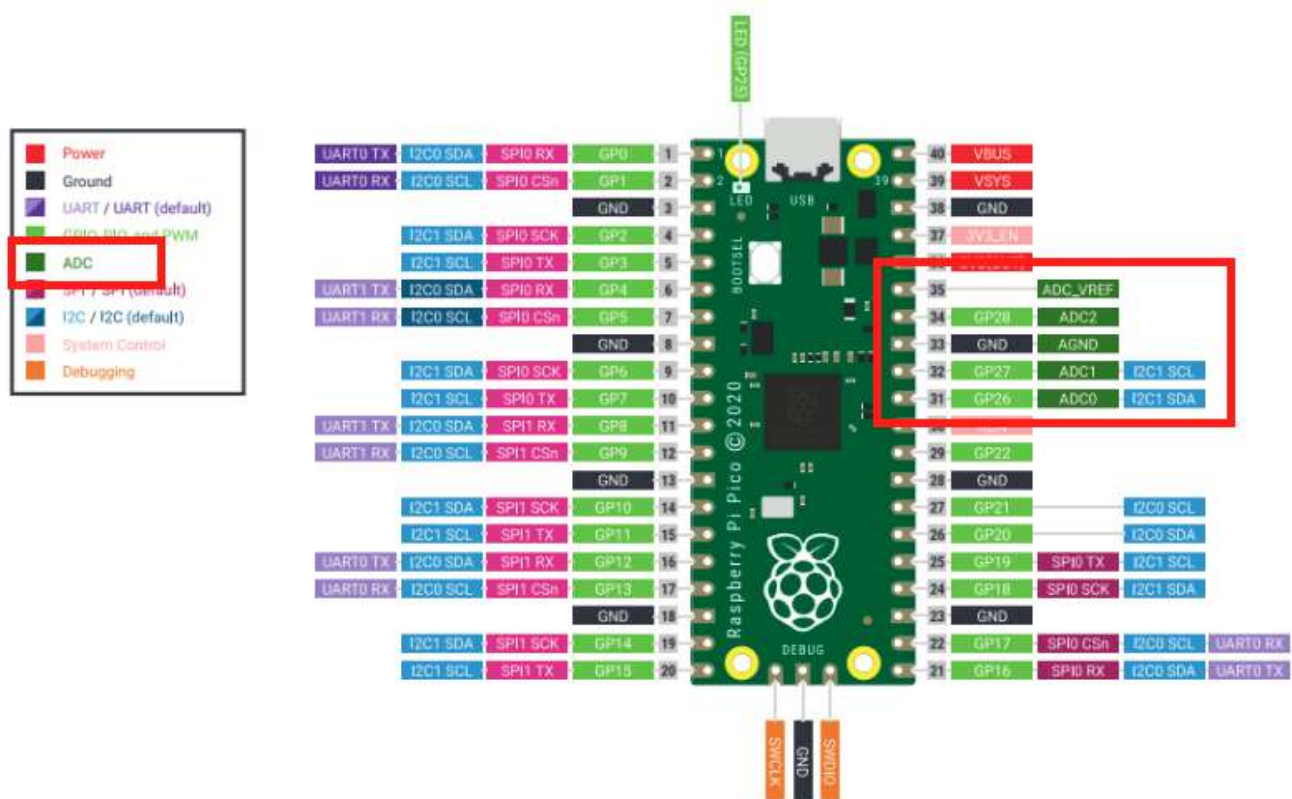 LED (GP25)
Power
Ground
UART / UART (default)
GPIO, PIO, and PWM
ADC
SPI / SPI (default)
I2C / I2C (default)
System Control
Debugging
UART0 TX I2C0 SDA SPI0 RX GP0 1
UART0 RX I2C0 SCL SPI0 CSn GP1 2
GND 3
I2C1 SDA SPI0 SCK GP2 4
I2C1 SCL SPI0 TX GP3 5
UART1 TX I2C0 SDA SPI0 RX GP4 6
UART1 RX I2C0 SCL SPI0 CSn GP5 7
GND 8
I2C1 SDA SPI0 SCK GP6 9
I2C1 SCL SPI0 TX GP7 10
UART1 TX I2C0 SDA SPI1 RX GP8 11
UART1 RX I2C0 SCL SPI1 CSn GP9 12
GND 13
I2C1 SDA SPI1 SCK GP10 14
I2C1 SCL SPI1 TX GP11 15
UART0 TX I2C0 SDA SPI1 RX GP12 16
UART0 RX I2C0 SCL SPI1 CSn GP13 17
GND 18
I2C1 SDA SPI1 SCK GP14 19
I2C1 SCL SPI1 TX GP15 20
1
2
39
LED
USB
BOOTSEL
Raspberry Pi Pico © 2020
DEBUG
40 VBUS
39 VSYS
38 GND
37 3V3_EN
35 ADC_VREF
34 GP28 ADC2
33 GND AGND
32 GP27 ADC1 I2C1 SCL
31 GP26 ADC0 I2C1 SDA
29 GP22
28 GND
27 GP21 I2C0 SCL
26 GP20 I2C0 SDA
25 GP19 SPI0 TX I2C1 SCL
24 GP18 SPI0 SCK I2C1 SDA
23 GND
22 GP17 SPI0 CSn I2C0 SCL UART0 RX
21 GP16 SPI0 RX I2C0 SDA UART0 TX
SWCLK
GND
SWDIO